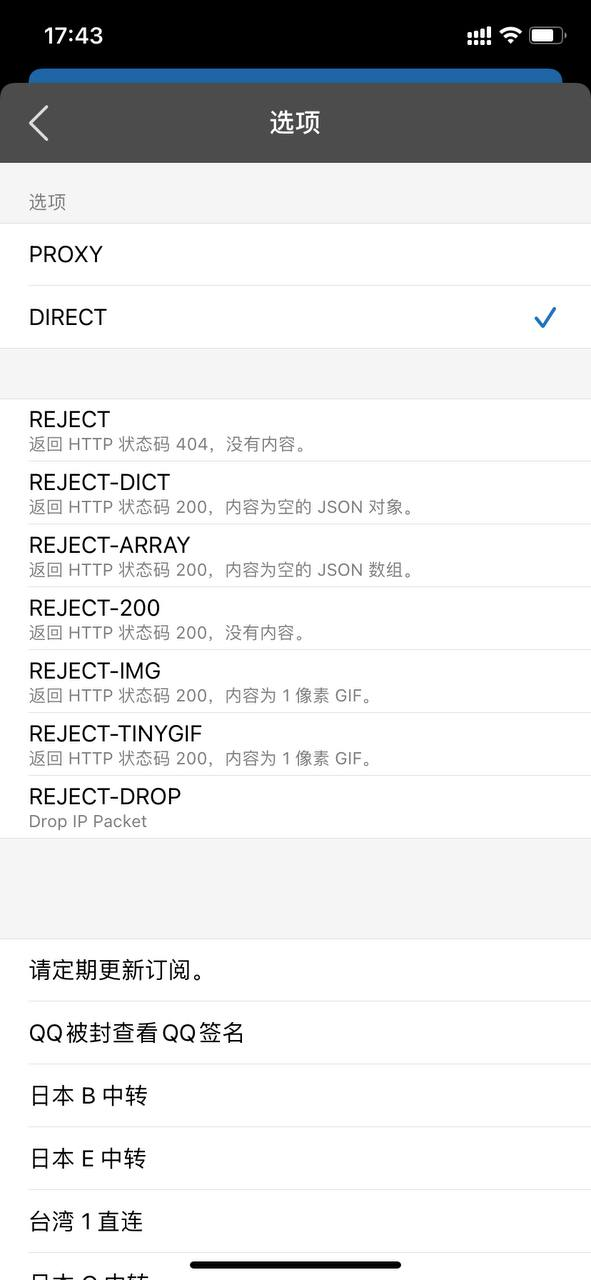 17:43
选项
选项
PROXY
DIRECT
REJECT
返回 HTTP 状态码 404，没有内容。
REJECT-DICT
返回 HTTP 状态码 200，内容为空的 JSON 对象。
REJECT-ARRAY
返回 HTTP 状态码 200，内容为空的 JSON 数组。
REJECT-200
返回 HTTP 状态码 200，没有内容。
REJECT-IMG
返回 HTTP 状态码 200，内容为 1 像素 GIF。
REJECT-TINYGIF
返回 HTTP 状态码 200，内容为 1 像素 GIF。
REJECT-DROP
Drop IP Packet
请定期更新订阅。
QQ被封查看QQ签名
日本 B 中转
日本 E 中转
台湾 1 直连